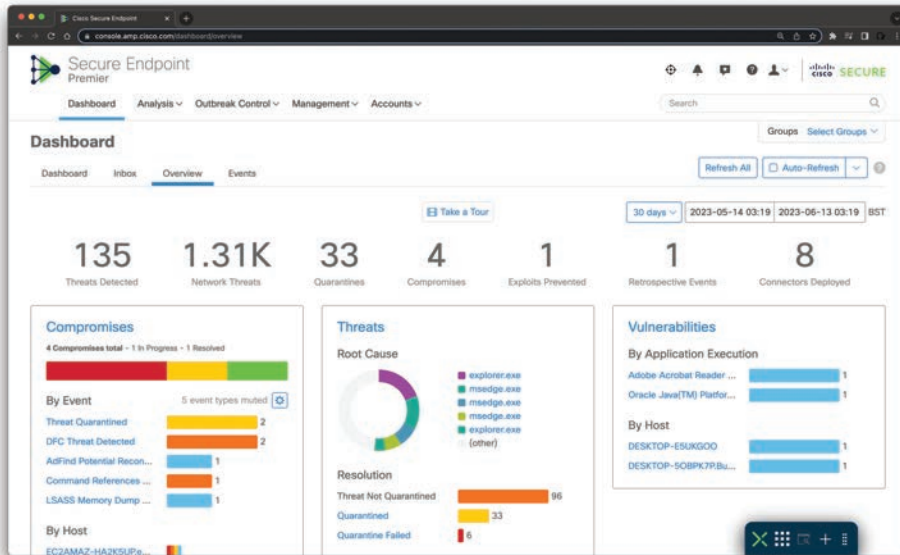 Cisco Secure Endpoint
console.amp.cisco.com/dashboard/overview
Secure Endpoint
Premier
CISCO SECURE
Dashboard Analysis Outbreak Control Management Accounts
Search
Groups Select Groups
Dashboard
Dashboard Inbox Overview Events
Refresh All Auto-Refresh
Take a Tour
30 days 2023-05-14 03:19 2023-06-13 03:19 BST
135 1.31K 33 4 1 1 8
Threats Detected Network Threats Quarantines Compromises Exploits Prevented Retrospective Events Connectors Deployed
Compromises
4 Compromises total - 1 In Progress - 1 Resolved
By Event 5 event types muted
Threat Quarantined 2
DFC Threat Detected 2
AdFind Potential Recon... 1
Command References ... 1
LSASS Memory Dump ... 1
By Host
EC2AMAZ-HA2K5UP.e...
Threats
Root Cause
explorer.exe
msedge.exe
msedge.exe
msedge.exe
explorer.exe
(other)
Resolution
Threat Not Quarantined 96
Quarantined 33
Quarantine Failed 6
Vulnerabilities
By Application Execution
Adobe Acrobat Reader ... 1
Oracle Java(TM) Platfor... 1
By Host
DESKTOP-E5UKGOO 1
DESKTOP-5OBPK7P.Bu... 1